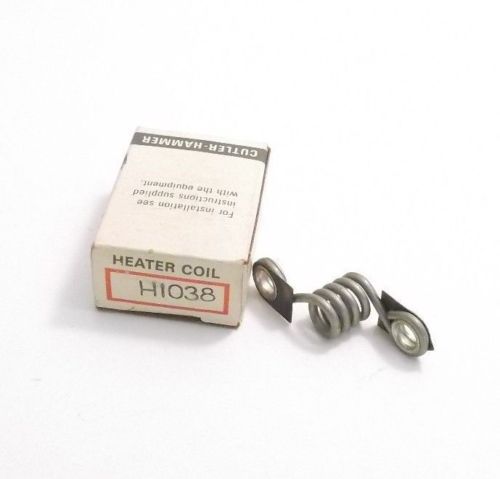 CUTLER-HAMMER
For installation see
instructions supplied
with the equipment.
HEATER COIL
H1038